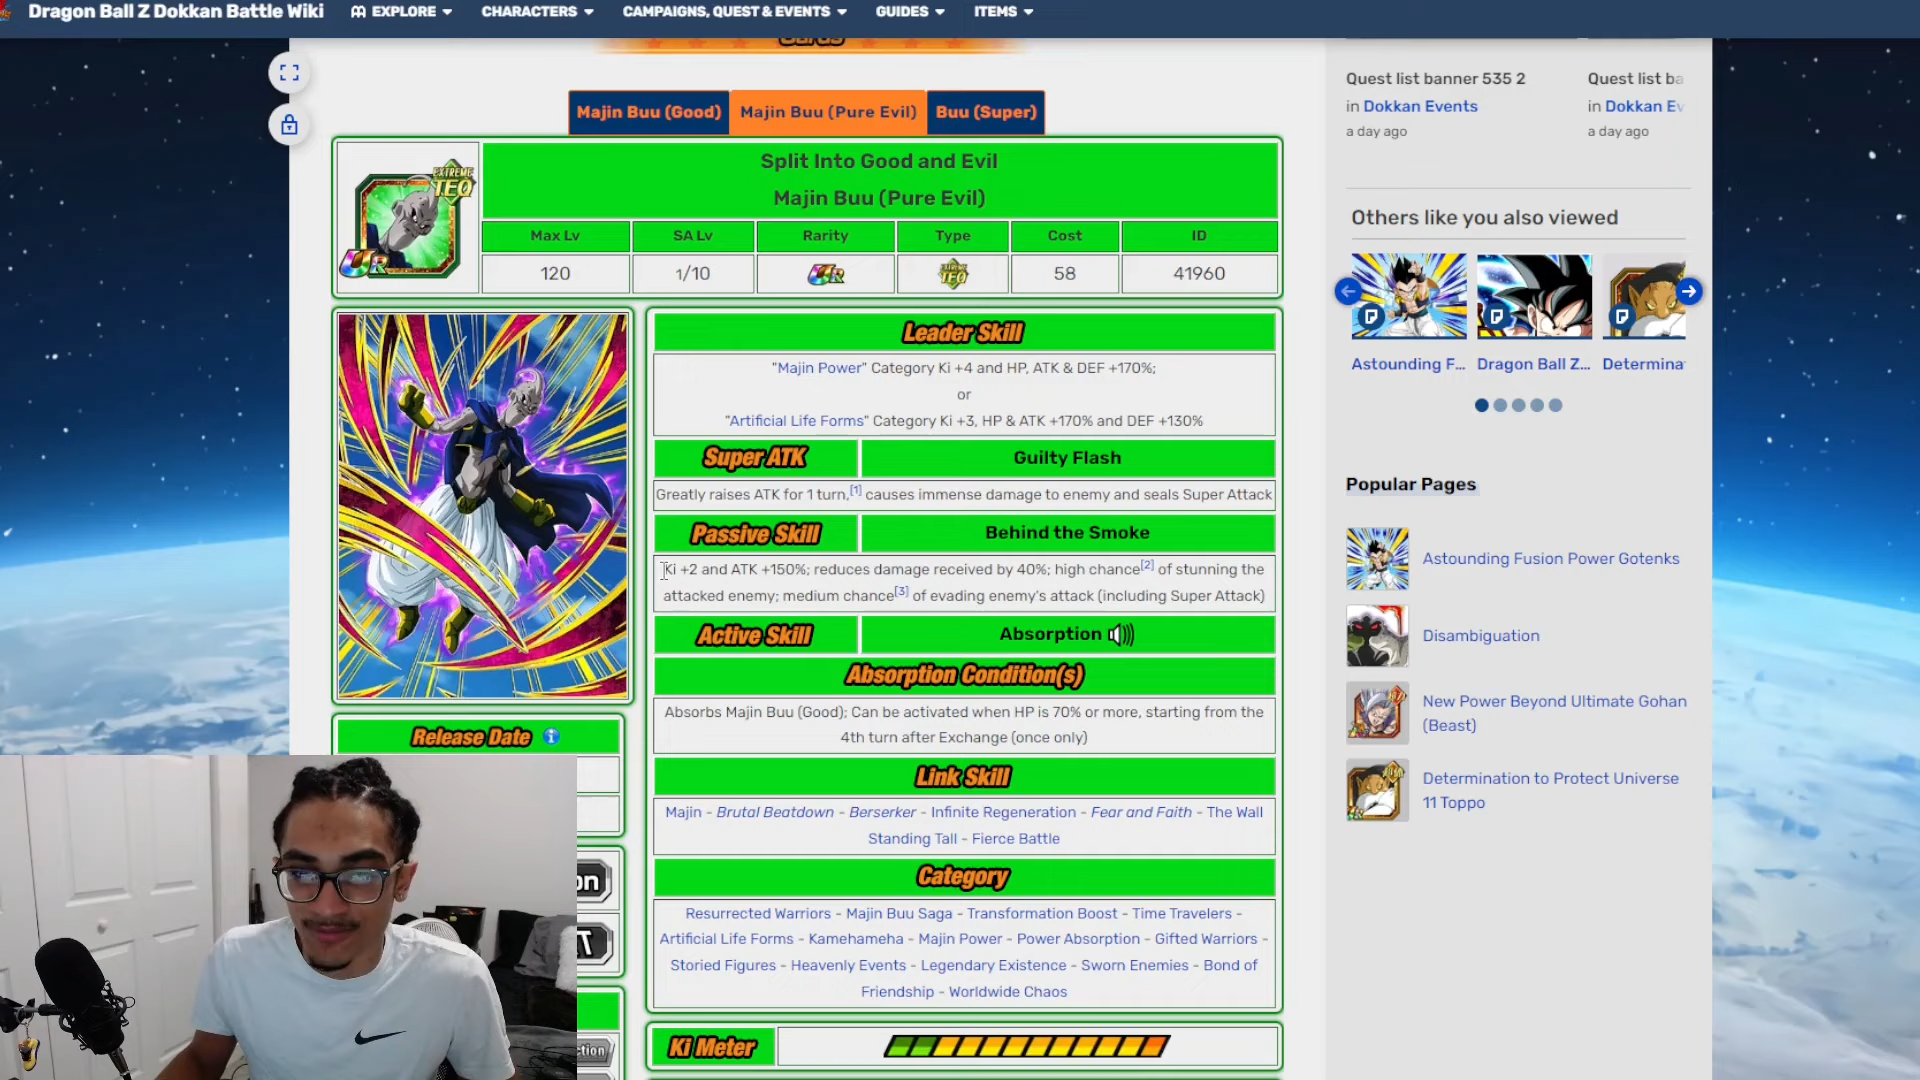 Dragon Ball Z Dokkan Battle Wiki
EXPLORE
CHARACTERS
CAMPAIGNS, QUEST & EVENTS
GUIDES
ITEMS
Cards
Majin Buu (Good)
Majin Buu (Pure Evil)
Buu (Super)
EXTREME
TEQ
UR
Split Into Good and Evil
Majin Buu (Pure Evil)
Max Lv
SA Lv
Rarity
Type
Cost
ID
120
1/10
UR
EXTREME
TEQ
58
41960
Leader Skill
"Majin Power" Category Ki +4 and HP, ATK & DEF +170%;
or
"Artificial Life Forms" Category Ki +3, HP & ATK +170% and DEF +130%
Super ATK
Guilty Flash
Greatly raises ATK for 1 turn,[1] causes immense damage to enemy and seals Super Attack
Passive Skill
Behind the Smoke
Ki +2 and ATK +150%; reduces damage received by 40%; high chance[2] of stunning the
attacked enemy; medium chance[3] of evading enemy's attack (including Super Attack)
Active Skill
Absorption
Absorption Condition(s)
Absorbs Majin Buu (Good); Can be activated when HP is 70% or more, starting from the
4th turn after Exchange (once only)
Link Skill
Majin - Brutal Beatdown - Berserker - Infinite Regeneration - Fear and Faith - The Wall
Standing Tall - Fierce Battle
Category
Resurrected Warriors - Majin Buu Saga - Transformation Boost - Time Travelers -
Artificial Life Forms - Kamehameha - Majin Power - Power Absorption - Gifted Warriors -
Storied Figures - Heavenly Events - Legendary Existence - Sworn Enemies - Bond of
Friendship - Worldwide Chaos
Ki Meter
Release Date
Quest list banner 535 2
in Dokkan Events
a day ago
Quest list ba
in Dokkan Ev
a day ago
Others like you also viewed
Astounding F...
Dragon Ball Z...
Determina
Popular Pages
Astounding Fusion Power Gotenks
Disambiguation
New Power Beyond Ultimate Gohan
(Beast)
Determination to Protect Universe
11 Toppo